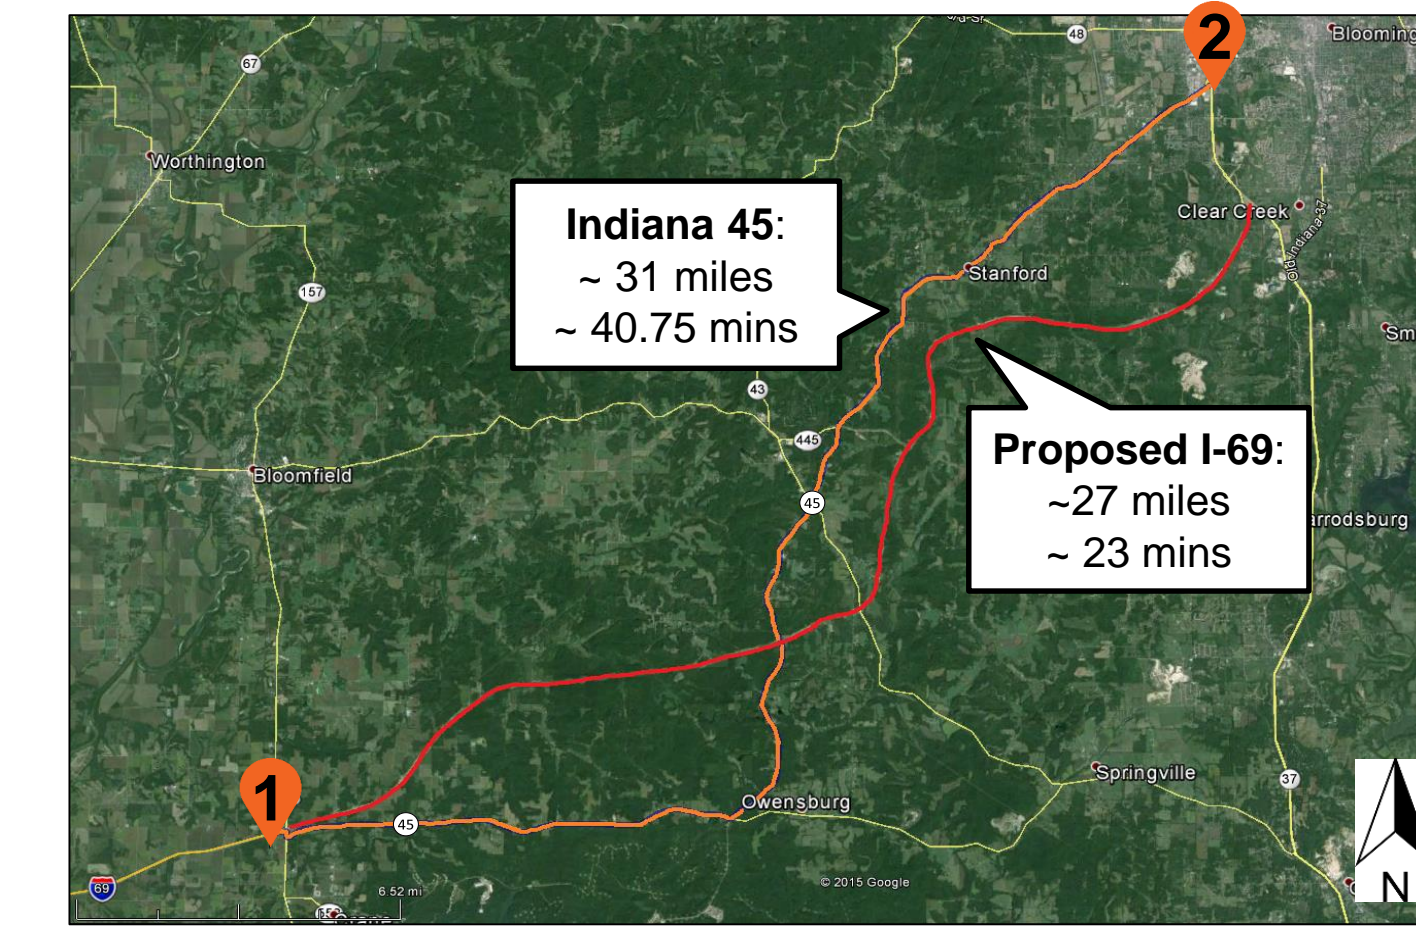 2
48
Blooming
67
Worthington
Indiana 45:
~ 31 miles
~ 40.75 mins
Clear Creek
Old Indiana 37
Stanford
157
Sm
43
445
Proposed I-69:
~27 miles
~ 23 mins
Bloomfield
45
arrodsburg
1
Springville
37
Owensburg
45
69
6.52 mi
© 2015 Google
N